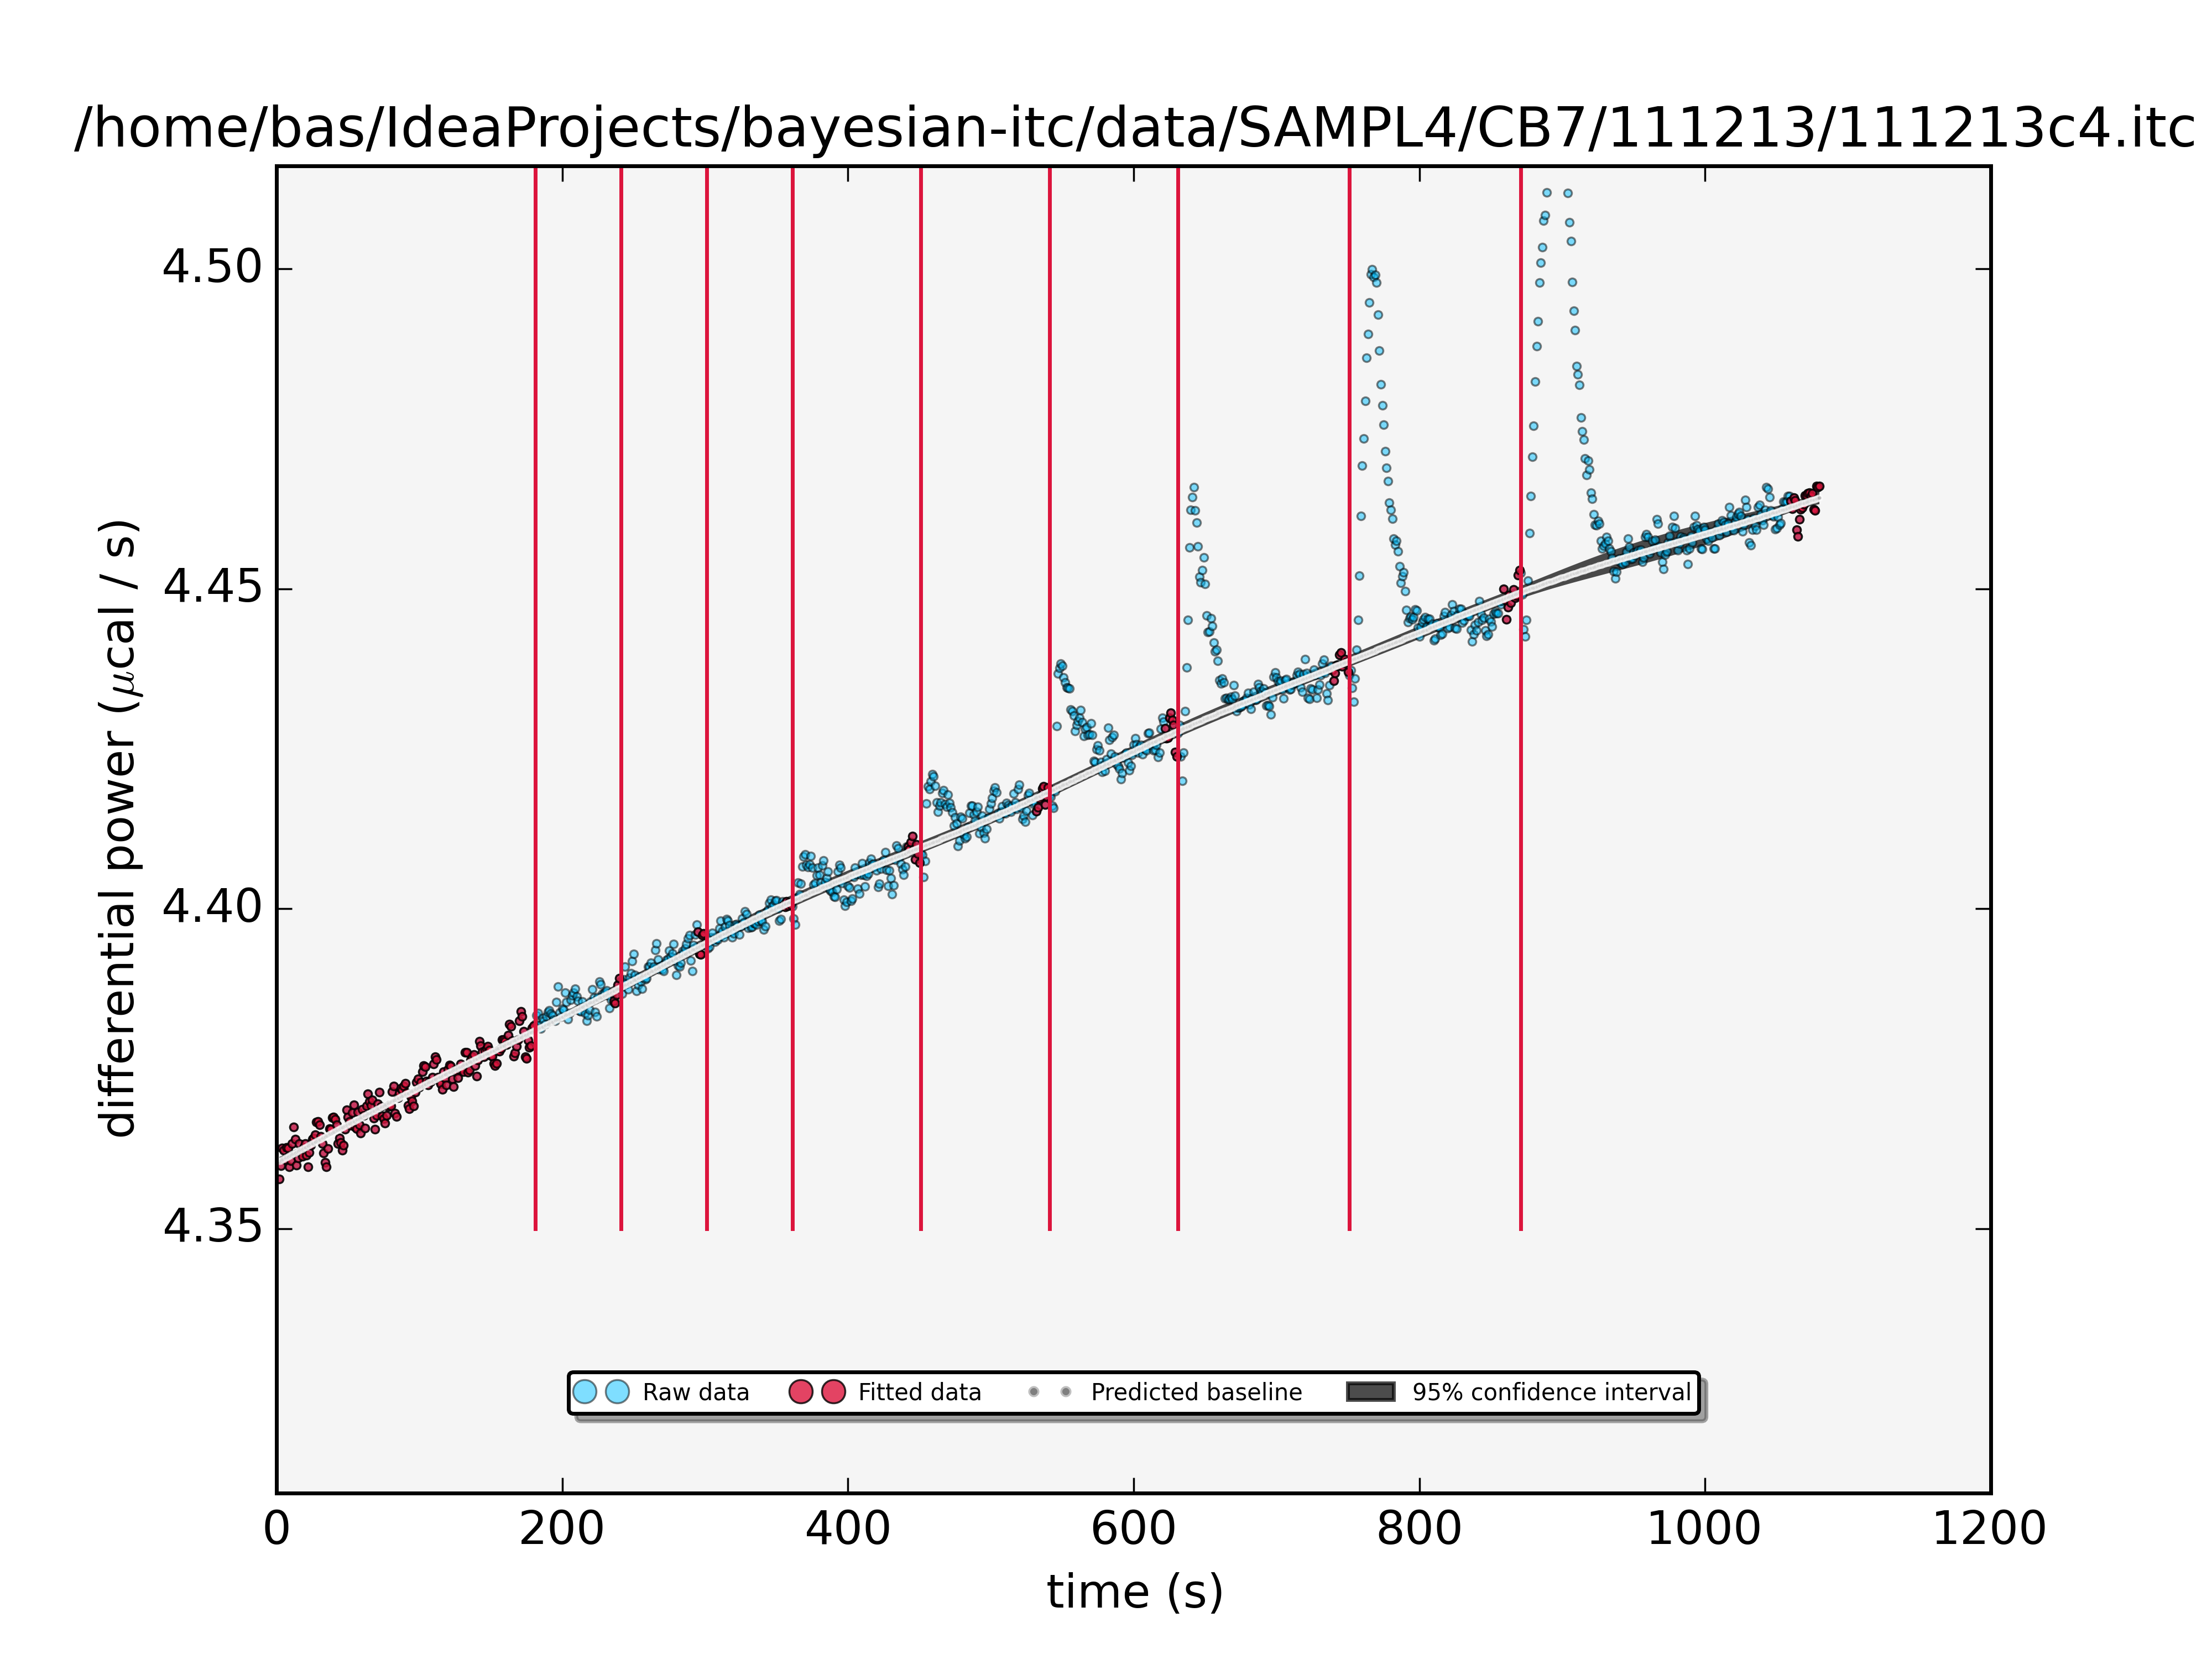 /home/bas/IdeaProjects/bayesian-itc/data/SAMPL4/CB7/111213/111213c4.itc
4.50
4.45
4.40
4.35
differential power (μcal / s)
Raw data Fitted data Predicted baseline 95% confidence interval
0 200 400 600 800 1000 1200
time (s)